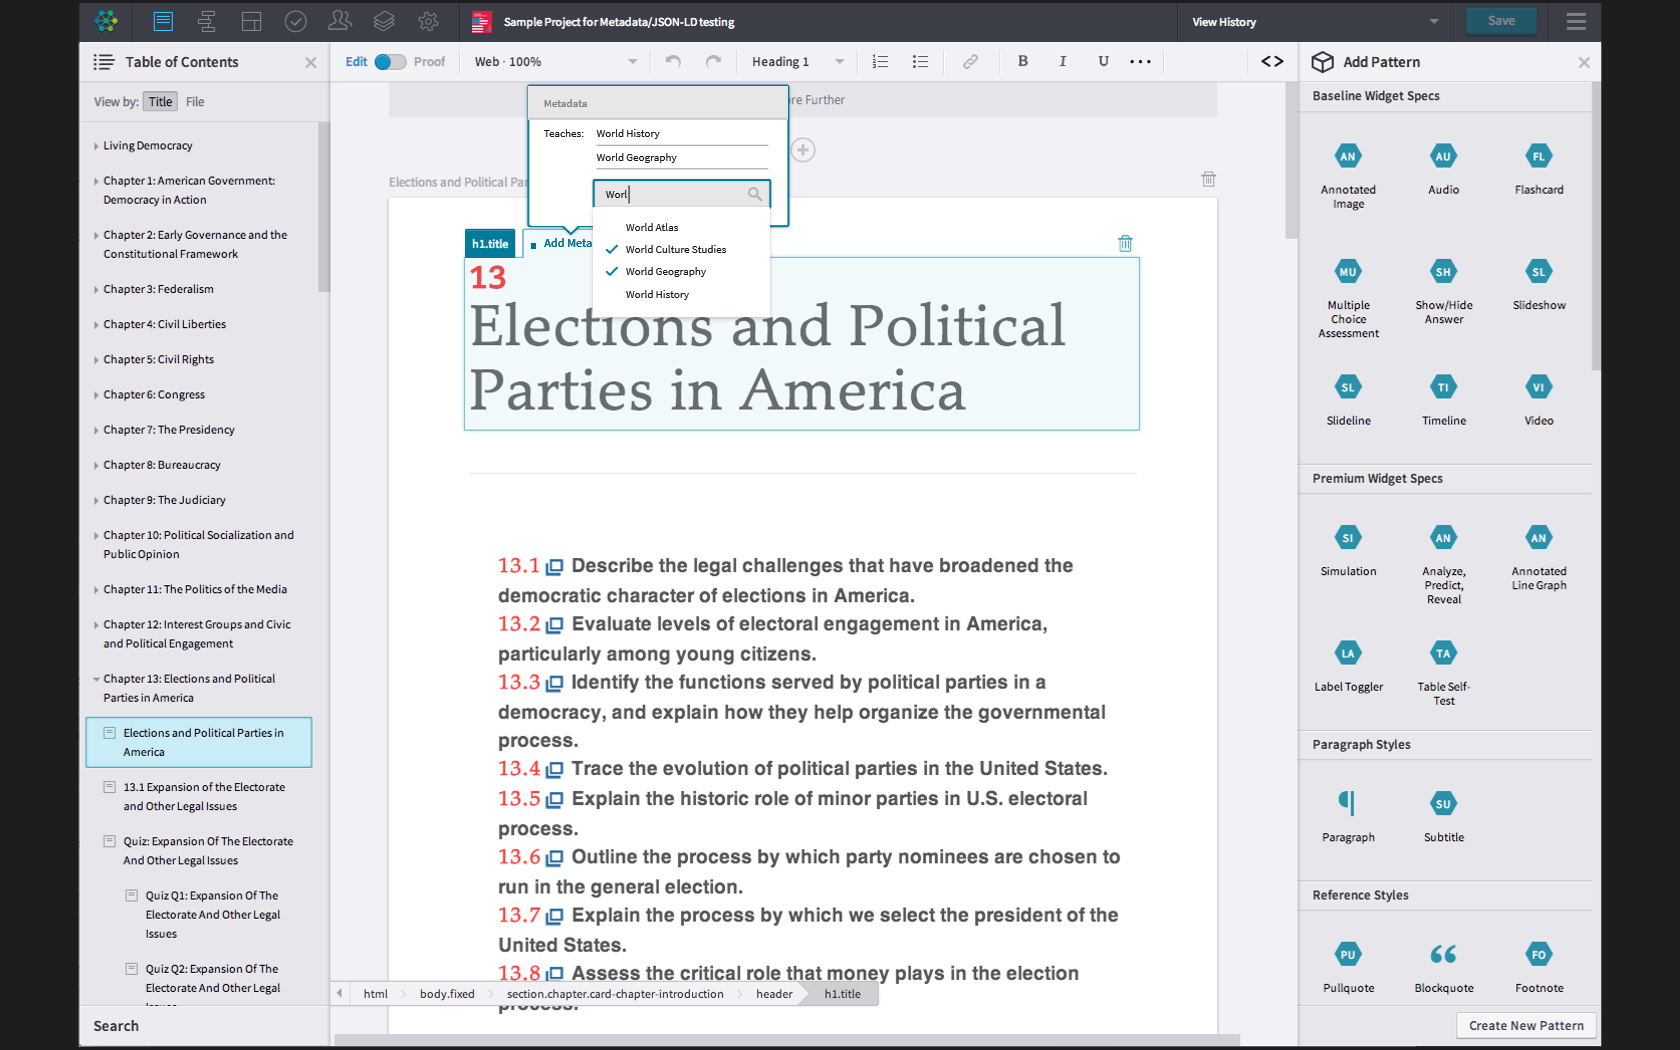 Sample Project for Metadata/JSON-LD testing
View History
Save
Table of Contents
Edit
Proof
Web · 100%
Heading 1
B
I
U
<>
Add Pattern
View by:
Title
File
Living Democracy
Chapter 1: American Government:
Democracy in Action
Chapter 2: Early Governance and the
Constitutional Framework
Chapter 3: Federalism
Chapter 4: Civil Liberties
Chapter 5: Civil Rights
Chapter 6: Congress
Chapter 7: The Presidency
Chapter 8: Bureaucracy
Chapter 9: The Judiciary
Chapter 10: Political Socialization and
Public Opinion
Chapter 11: The Politics of the Media
Chapter 12: Interest Groups and Civic
and Political Engagement
Chapter 13: Elections and Political
Parties in America
Elections and Political Parties in
America
13.1 Expansion of the Electorate
and Other Legal Issues
Quiz: Expansion Of The Electorate
And Other Legal Issues
Quiz Q1: Expansion Of The
Electorate And Other Legal
Issues
Quiz Q2: Expansion Of The
Electorate And Other Legal
Issues
Search
re Further
Metadata
Teaches:
World History
World Geography
Worl
World Atlas
World Culture Studies
World Geography
World History
Elections and Political Par
h1.title
Add Meta
13
Elections and Political
Parties in America
13.1 Describe the legal challenges that have broadened the
democratic character of elections in America.
13.2 Evaluate levels of electoral engagement in America,
particularly among young citizens.
13.3 Identify the functions served by political parties in a
democracy, and explain how they help organize the governmental
process.
13.4 Trace the evolution of political parties in the United States.
13.5 Explain the historic role of minor parties in U.S. electoral
process.
13.6 Outline the process by which party nominees are chosen to
run in the general election.
13.7 Explain the process by which we select the president of the
United States.
13.8 Assess the critical role that money plays in the election
process.
html
body.fixed
section.chapter.card-chapter-introduction
header
h1.title
Baseline Widget Specs
AN
AU
FL
Annotated
Image
Audio
Flashcard
MU
SH
SL
Multiple
Choice
Assessment
Show/Hide
Answer
Slideshow
SL
TI
VI
Slideline
Timeline
Video
Premium Widget Specs
SI
AN
AN
Simulation
Analyze,
Predict,
Reveal
Annotated
Line Graph
LA
TA
Label Toggler
Table Self-
Test
Paragraph Styles
SU
Paragraph
Subtitle
Reference Styles
PU
FO
Pullquote
Blockquote
Footnote
Create New Pattern